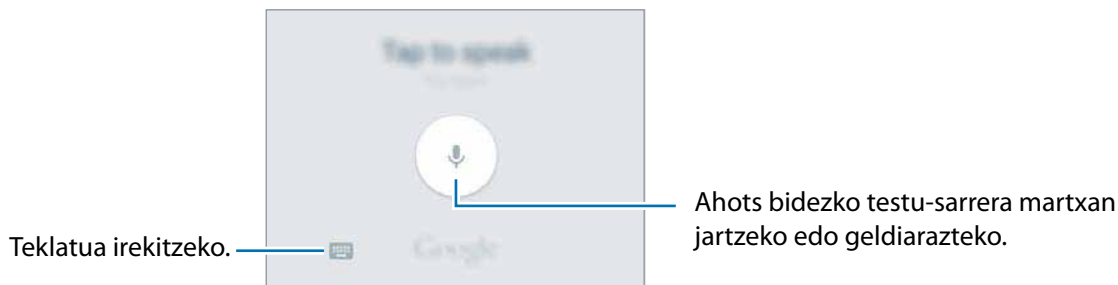 Tap to speak
Ahots bidezko testu-sarrera martxan
jartzeko edo geldiarazteko.
Teklatua irekitzeko.
Google